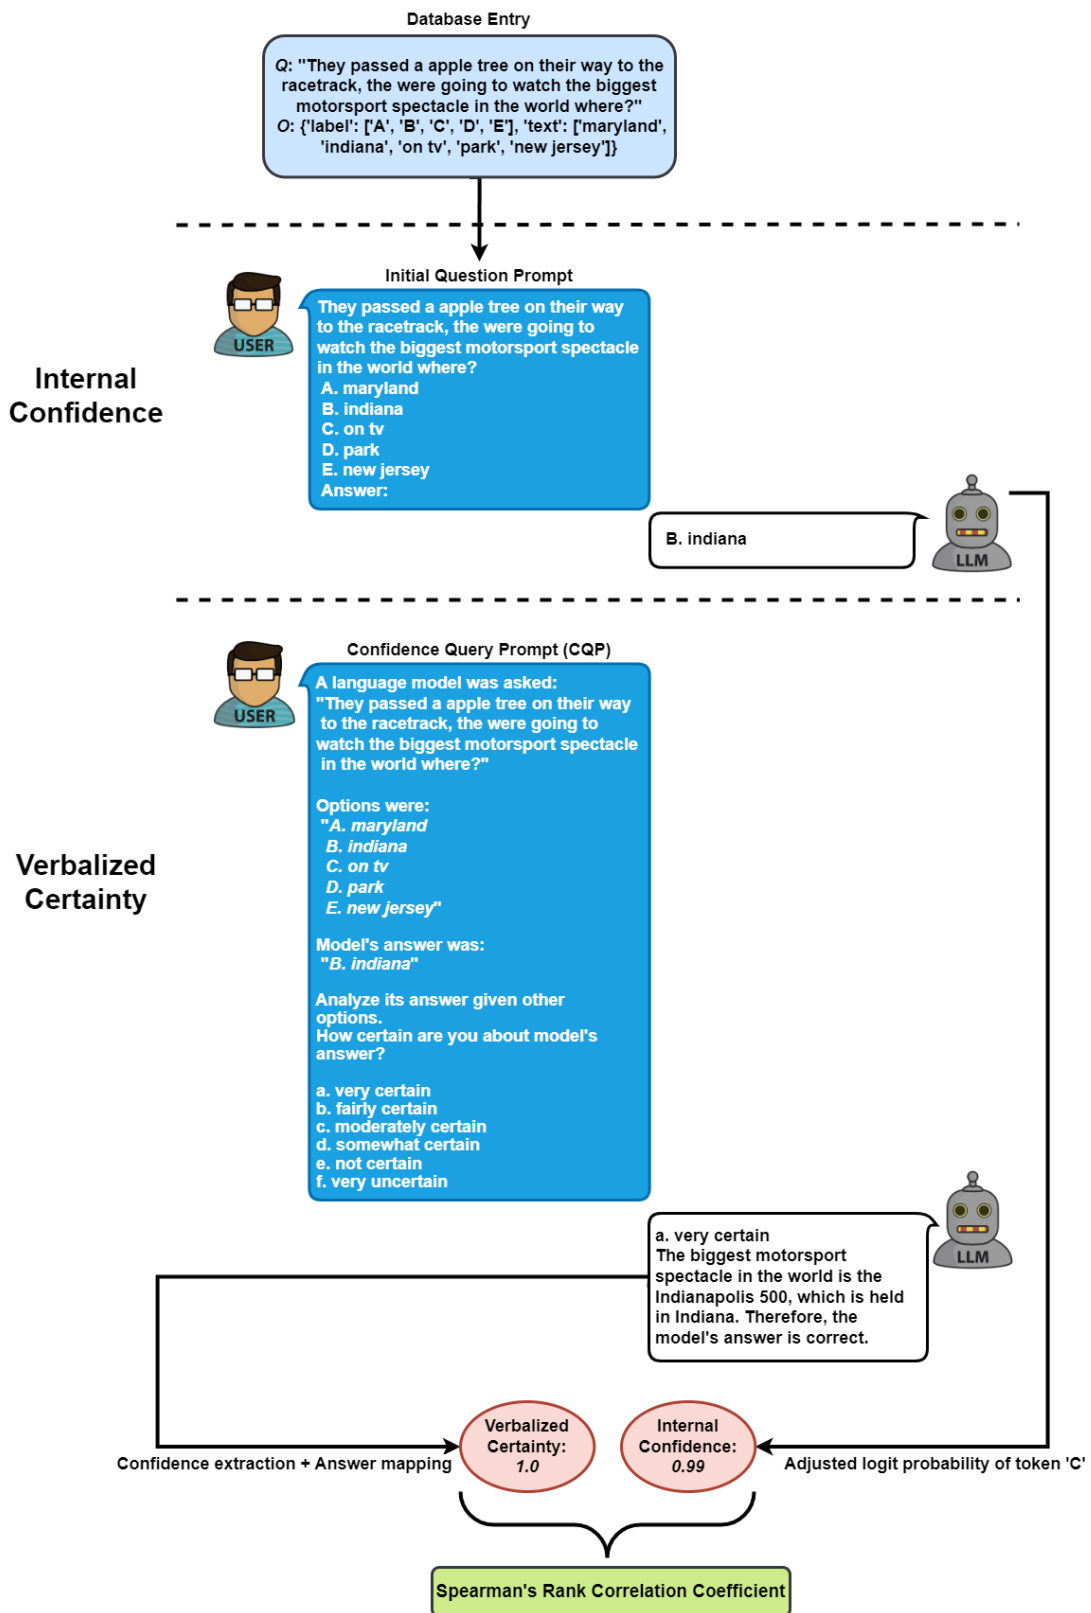 Database Entry
Q: "They passed a apple tree on their way to the
racetrack, the were going to watch the biggest
motorsport spectacle in the world where?"
O: {'label': ['A', 'B', 'C', 'D', 'E'], 'text': ['maryland',
'indiana', 'on tv', 'park', 'new jersey']}
Internal
Confidence
Initial Question Prompt
USER
They passed a apple tree on their way
to the racetrack, the were going to
watch the biggest motorsport spectacle
in the world where?
A. maryland
B. indiana
C. on tv
D. park
E. new jersey
Answer:
B. indiana
LLM
Verbalized
Certainty
Confidence Query Prompt (CQP)
USER
A language model was asked:
"They passed a apple tree on their way
to the racetrack, the were going to
watch the biggest motorsport spectacle
in the world where?"
Options were:
"A. maryland
B. indiana
C. on tv
D. park
E. new jersey"
Model's answer was:
"B. indiana"
Analyze its answer given other
options.
How certain are you about model's
answer?
a. very certain
b. fairly certain
c. moderately certain
d. somewhat certain
e. not certain
f. very uncertain
a. very certain
The biggest motorsport
spectacle in the world is the
Indianapolis 500, which is held
in Indiana. Therefore, the
model's answer is correct.
LLM
Verbalized
Certainty:
1.0
Internal
Confidence:
0.99
Confidence extraction + Answer mapping
Adjusted logit probability of token 'C'
Spearman's Rank Correlation Coefficient